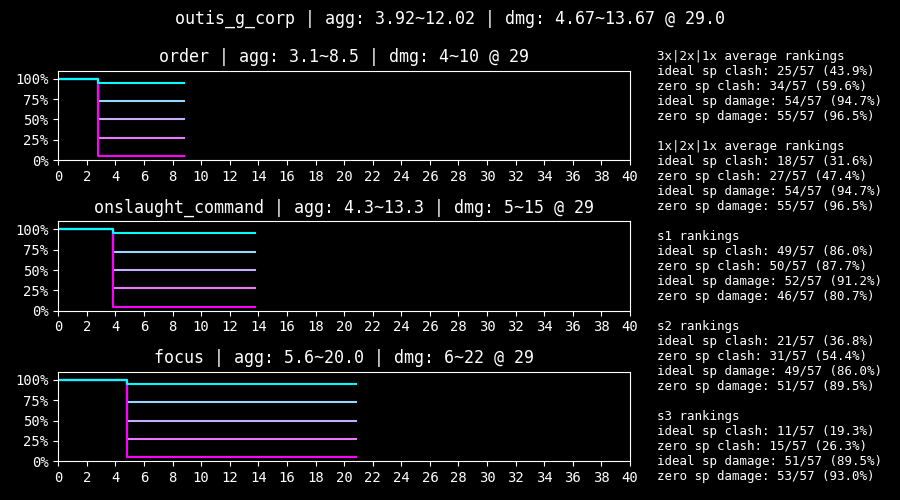 outis_g_corp | agg: 3.92~12.02 | dmg: 4.67~13.67 @ 29.0
order | agg: 3.1~8.5 | dmg: 4~10 @ 29
100%
75%
50%
25%
0%
0 2 4 6 8 10 12 14 16 18 20 22 24 26 28 30 32 34 36 38 40
onslaught_command | agg: 4.3~13.3 | dmg: 5~15 @ 29
100%
75%
50%
25%
0%
0 2 4 6 8 10 12 14 16 18 20 22 24 26 28 30 32 34 36 38 40
focus | agg: 5.6~20.0 | dmg: 6~22 @ 29
100%
75%
50%
25%
0%
0 2 4 6 8 10 12 14 16 18 20 22 24 26 28 30 32 34 36 38 40
3x|2x|1x average rankings
ideal sp clash: 25/57 (43.9%)
zero sp clash: 34/57 (59.6%)
ideal sp damage: 54/57 (94.7%)
zero sp damage: 55/57 (96.5%)
1x|2x|1x average rankings
ideal sp clash: 18/57 (31.6%)
zero sp clash: 27/57 (47.4%)
ideal sp damage: 54/57 (94.7%)
zero sp damage: 55/57 (96.5%)
s1 rankings
ideal sp clash: 49/57 (86.0%)
zero sp clash: 50/57 (87.7%)
ideal sp damage: 52/57 (91.2%)
zero sp damage: 46/57 (80.7%)
s2 rankings
ideal sp clash: 21/57 (36.8%)
zero sp clash: 31/57 (54.4%)
ideal sp damage: 49/57 (86.0%)
zero sp damage: 51/57 (89.5%)
s3 rankings
ideal sp clash: 11/57 (19.3%)
zero sp clash: 15/57 (26.3%)
ideal sp damage: 51/57 (89.5%)
zero sp damage: 53/57 (93.0%)